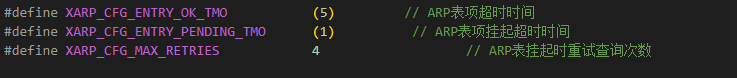 #define XARP_CFG_ENTRY_OK_TMO (5) // ARP表项超时时间
#define XARP_CFG_ENTRY_PENDING_TMO (1) // ARP表项挂起超时时间
#define XARP_CFG_MAX_RETRIES 4 // ARP表挂起时重试查询次数